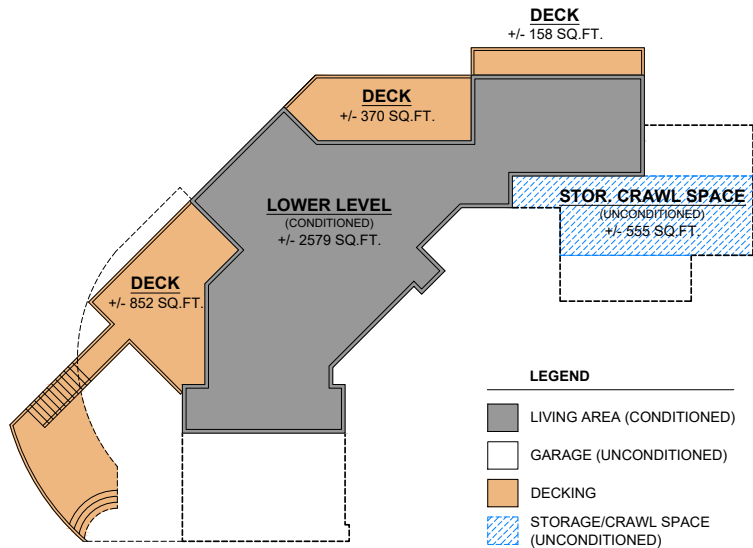 DECK
+/- 158 SQ.FT.
DECK
+/- 370 SQ.FT.
LOWER LEVEL
(CONDITIONED)
+/- 2579 SQ.FT.
STOR. CRAWL SPACE
(UNCONDITIONED)
+/- 555 SQ.FT.
DECK
+/- 852 SQ.FT.
LEGEND
LIVING AREA (CONDITIONED)
GARAGE (UNCONDITIONED)
DECKING
STORAGE/CRAWL SPACE
(UNCONDITIONED)